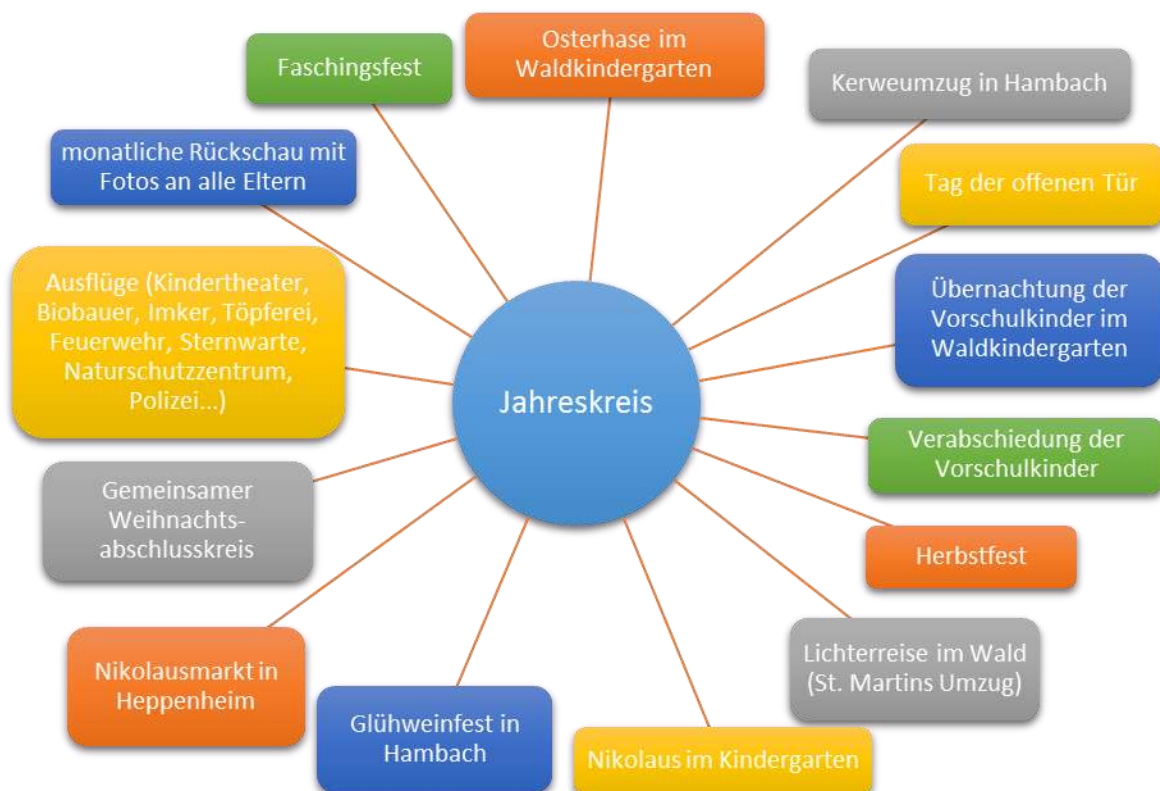 Osterhase im
Waldkindergarten
Faschingsfest
Kerweumzug in Hambach
monatliche Rückschau mit
Fotos an alle Eltern
Tag der offenen Tür
Ausflüge (Kindertheater,
Biobauer, Imker, Töpferei,
Feuerwehr, Sternwarte,
Naturschutzzentrum,
Polizei...)
Übernachtung der
Vorschulkinder im
Waldkindergarten
Jahreskreis
Verabschiedung der
Vorschulkinder
Gemeinsamer
Weihnachts-
abschlusskreis
Herbstfest
Lichterreise im Wald
(St. Martins Umzug)
Nikolausmarkt in
Heppenheim
Glühweinfest in
Hambach
Nikolaus im Kindergarten